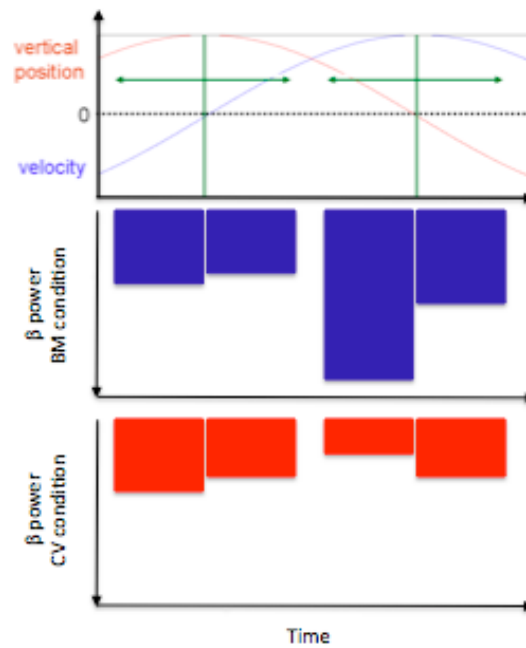 vertical
position
0
velocity
β power
BM condition
β power
CV condition
Time